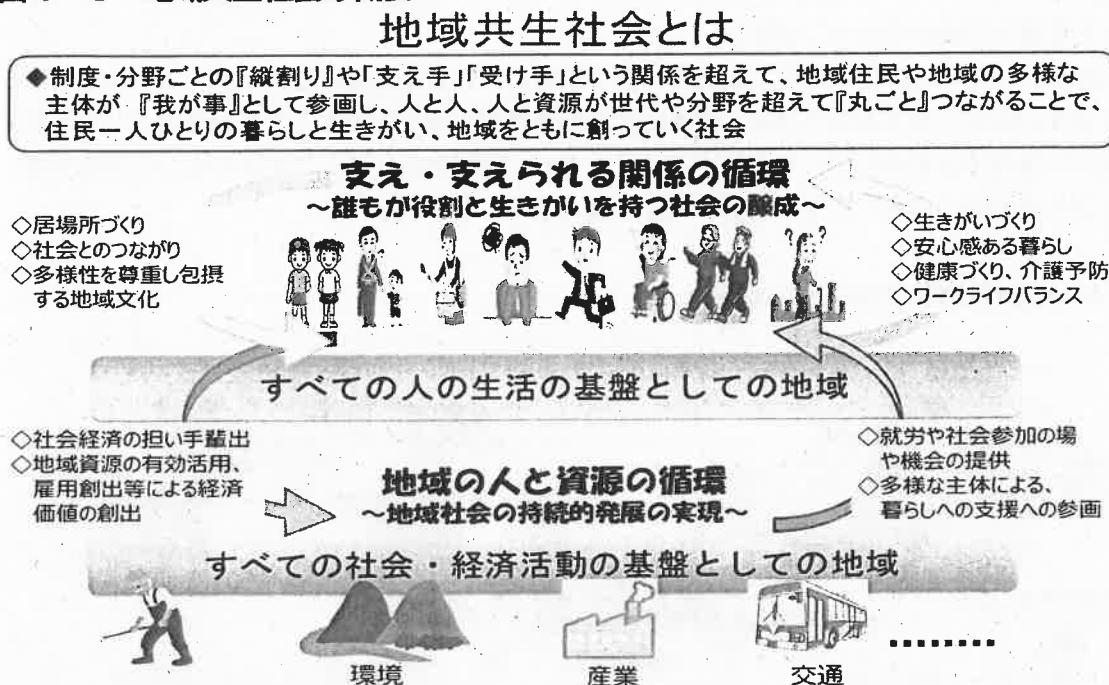 地域共生社会とは
◆制度・分野ごとの『縦割り』や「支え手」「受け手」という関係を超えて、地域住民や地域の多様な
主体が『我が事』として参画し、人と人、人と資源が世代や分野を超えて『丸ごと』つながることで、
住民一人ひとりの暮らしと生きがい、地域をともに創っていく社会
支え・支えられる関係の循環
～誰もが役割と生きがいを持つ社会の醸成～
◇居場所づくり
◇社会とのつながり
◇多様性を尊重し包摂
する地域文化
◇生きがいづくり
◇安心感ある暮らし
◇健康づくり、介護予防
◇ワークライフバランス
すべての人の生活の基盤としての地域
◇社会経済の担い手輩出
◇地域資源の有効活用、
雇用創出等による経済
価値の創出
◇就労や社会参加の場
や機会の提供
◇多様な主体による、
暮らしへの支援への参画
地域の人と資源の循環
～地域社会の持続的発展の実現～
すべての社会・経済活動の基盤としての地域
環境
産業
交通